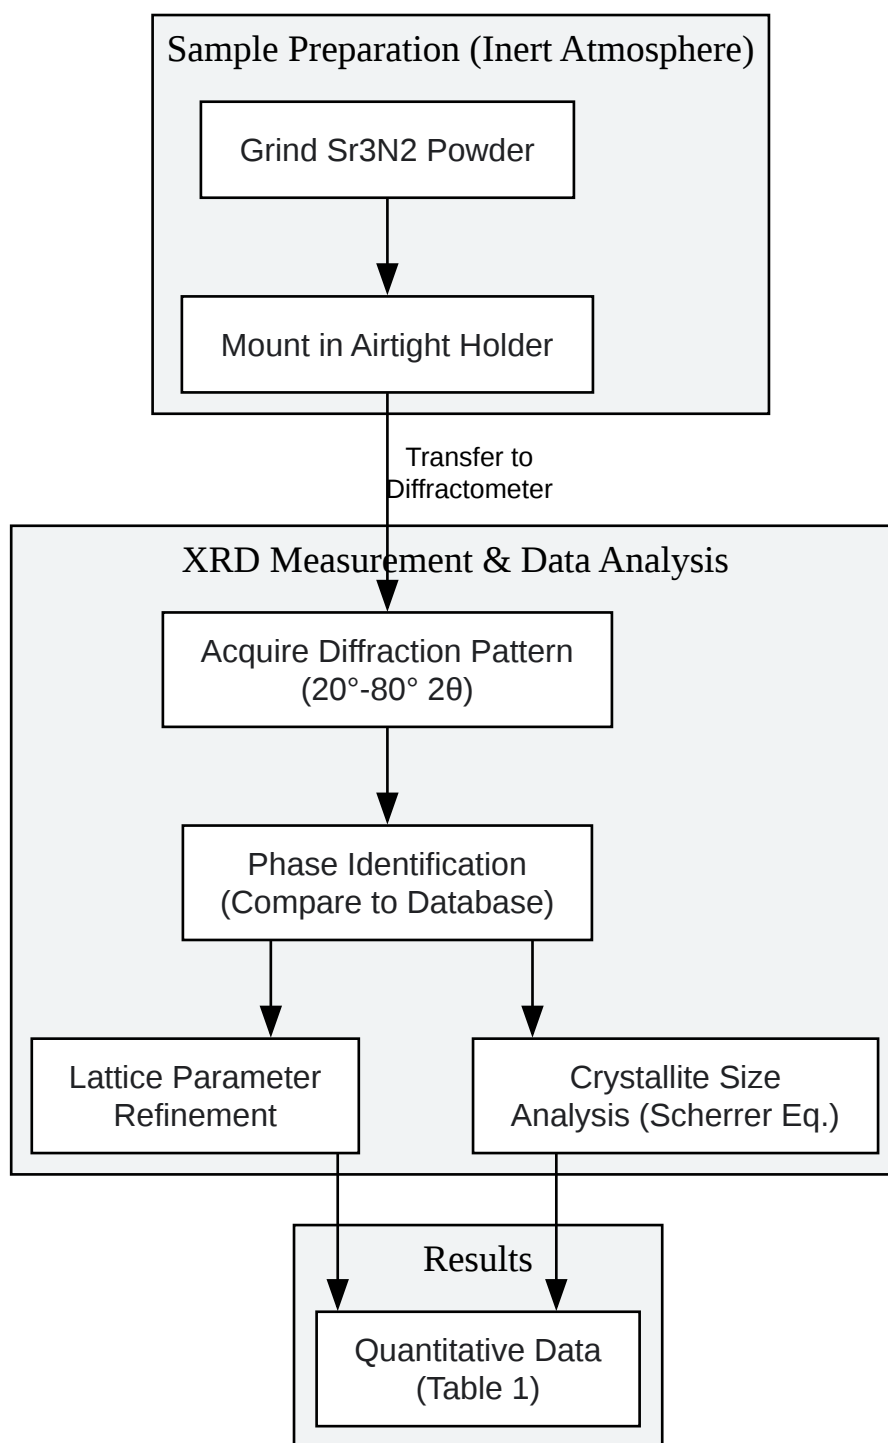 Sample Preparation (Inert Atmosphere)
Grind Sr3N2 Powder
Mount in Airtight Holder
Transfer to
Diffractometer
XRD Measurement & Data Analysis
Acquire Diffraction Pattern
(20°-80° 2θ)
Phase Identification
(Compare to Database)
Lattice Parameter
Refinement
Crystallite Size
Analysis (Scherrer Eq.)
Results
Quantitative Data
(Table 1)